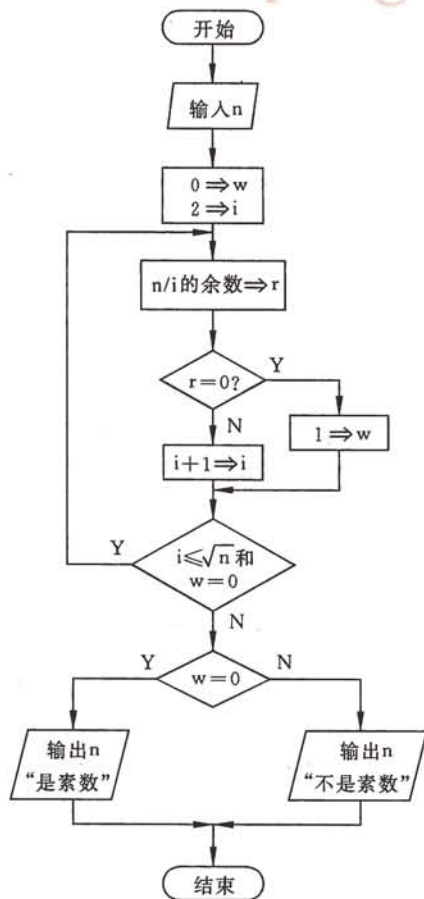 开始
输入n
0⇒w
2⇒i
n/i的余数⇒r
r=0?
Y
N
1⇒w
i+1⇒i
Y
i≤√n和
w=0
N
Y
w=0
N
输出n
“是素数”
输出n
“不是素数”
结束